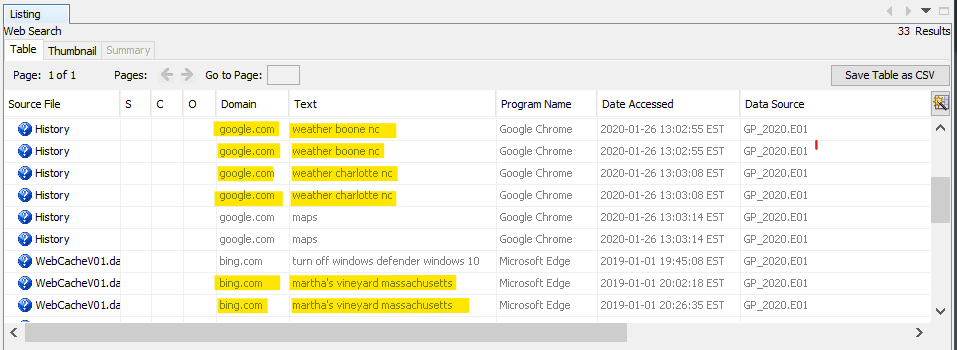 Listing
Web Search 33 Results
Table Thumbnail Summary
Page: 1 of 1 Pages: Go to Page: Save Table as CSV
Source File S C O Domain Text Program Name Date Accessed Data Source
History google.com weather boone nc Google Chrome 2020-01-26 13:02:55 EST GP_2020.E01
History google.com weather boone nc Google Chrome 2020-01-26 13:02:55 EST GP_2020.E01
History google.com weather charlotte nc Google Chrome 2020-01-26 13:03:08 EST GP_2020.E01
History google.com weather charlotte nc Google Chrome 2020-01-26 13:03:08 EST GP_2020.E01
History google.com maps Google Chrome 2020-01-26 13:03:14 EST GP_2020.E01
History google.com maps Google Chrome 2020-01-26 13:03:14 EST GP_2020.E01
WebCacheV01.da bing.com turn off windows defender windows 10 Microsoft Edge 2019-01-01 19:45:08 EST GP_2020.E01
WebCacheV01.da bing.com martha's vineyard massachusetts Microsoft Edge 2019-01-01 20:02:18 EST GP_2020.E01
WebCacheV01.da bing.com martha's vineyard massachusetts Microsoft Edge 2019-01-01 20:26:35 EST GP_2020.E01